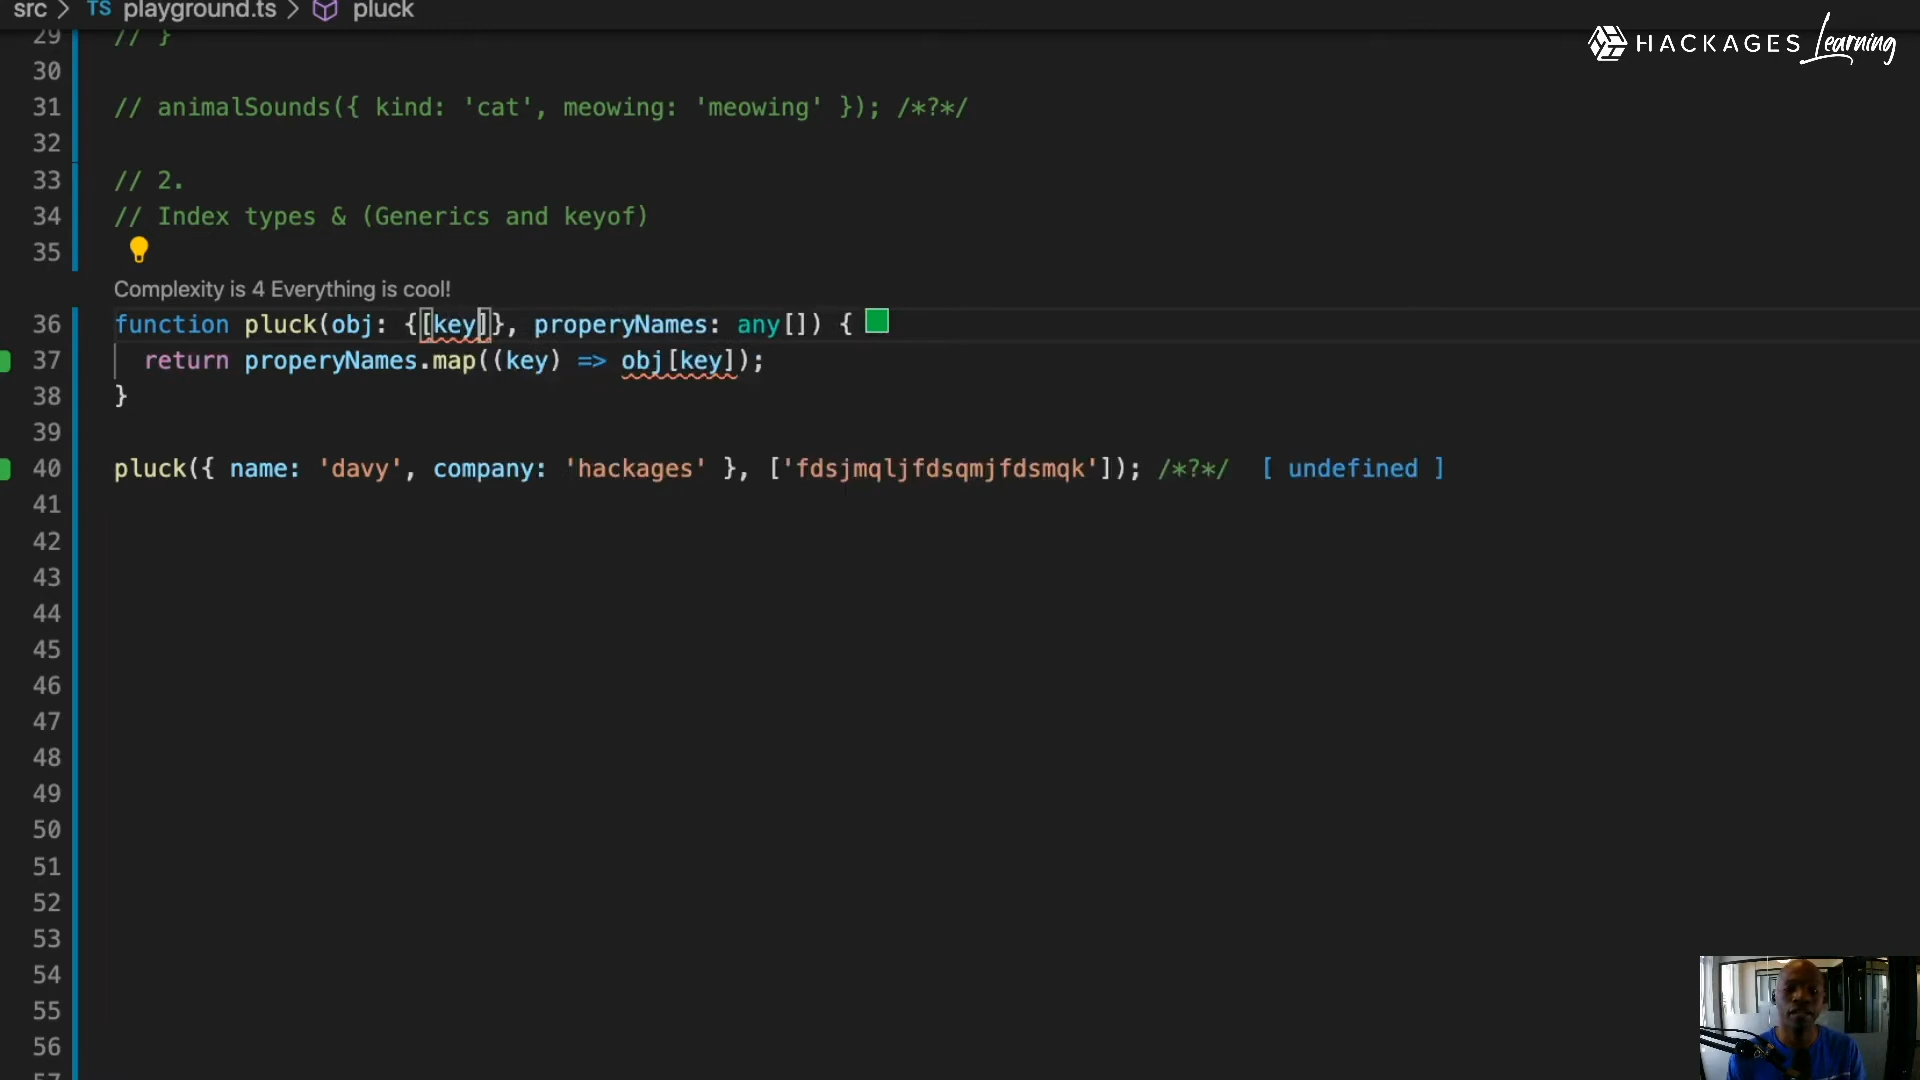 src > TS playground.ts > pluck
HACKAGES Learning
29 // }
30
31 // animalSounds({ kind: 'cat', meowing: 'meowing' }); /*?*/
32
33 // 2.
34 // Index types & (Generics and keyof)
35
Complexity is 4 Everything is cool!
36 function pluck(obj: {[key]}, properyNames: any[]) {
37 return properyNames.map((key) => obj[key]);
38 }
39
40 pluck({ name: 'davy', company: 'hackages' }, ['fdsjmqljfdsqmjfdsmqk']); /*?*/ [ undefined ]
41
42
43
44
45
46
47
48
49
50
51
52
53
54
55
56
57